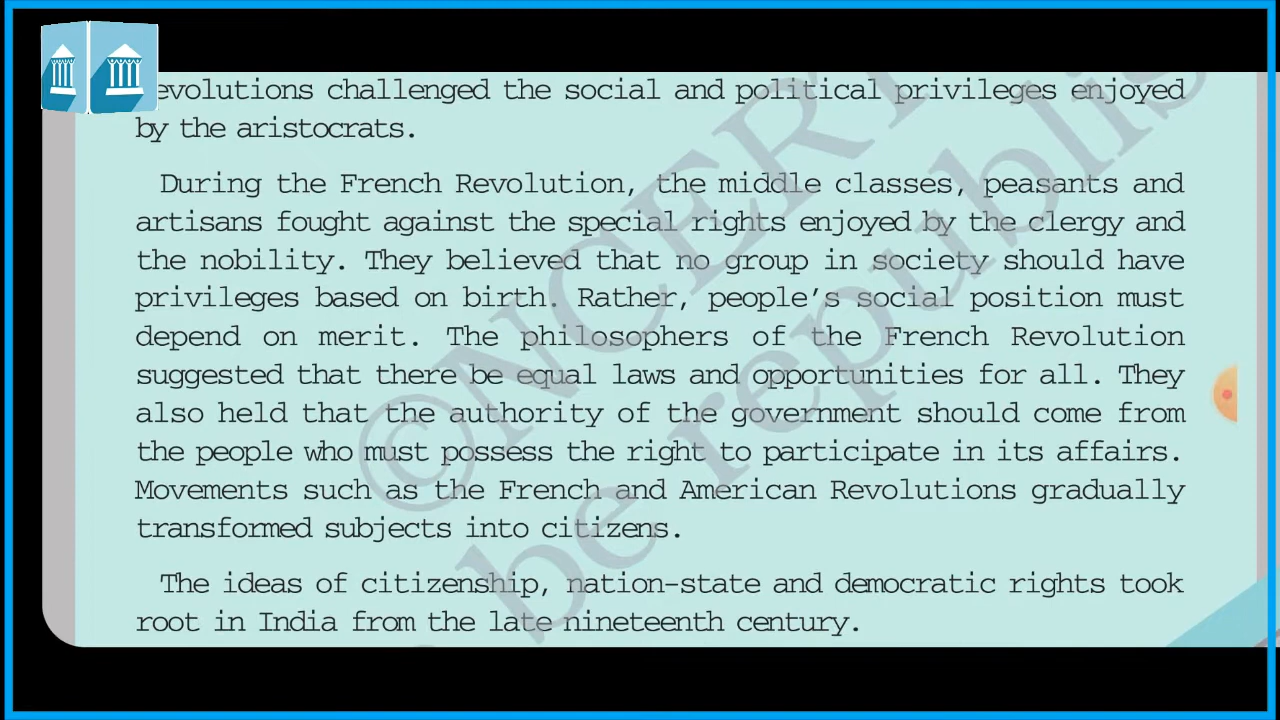 evolutions challenged the social and political privileges enjoyed
by the aristocrats.
During the French Revolution, the middle classes, peasants and
artisans fought against the special rights enjoyed by the clergy and
the nobility. They believed that no group in society should have
privileges based on birth. Rather, people's social position must
depend on merit. The philosophers of the French Revolution
suggested that there be equal laws and opportunities for all. They
also held that the authority of the government should come from
the people who must possess the right to participate in its affairs.
Movements such as the French and American Revolutions gradually
transformed subjects into citizens.
The ideas of citizenship, nation-state and democratic rights took
root in India from the late nineteenth century.
©NCERT
be republis